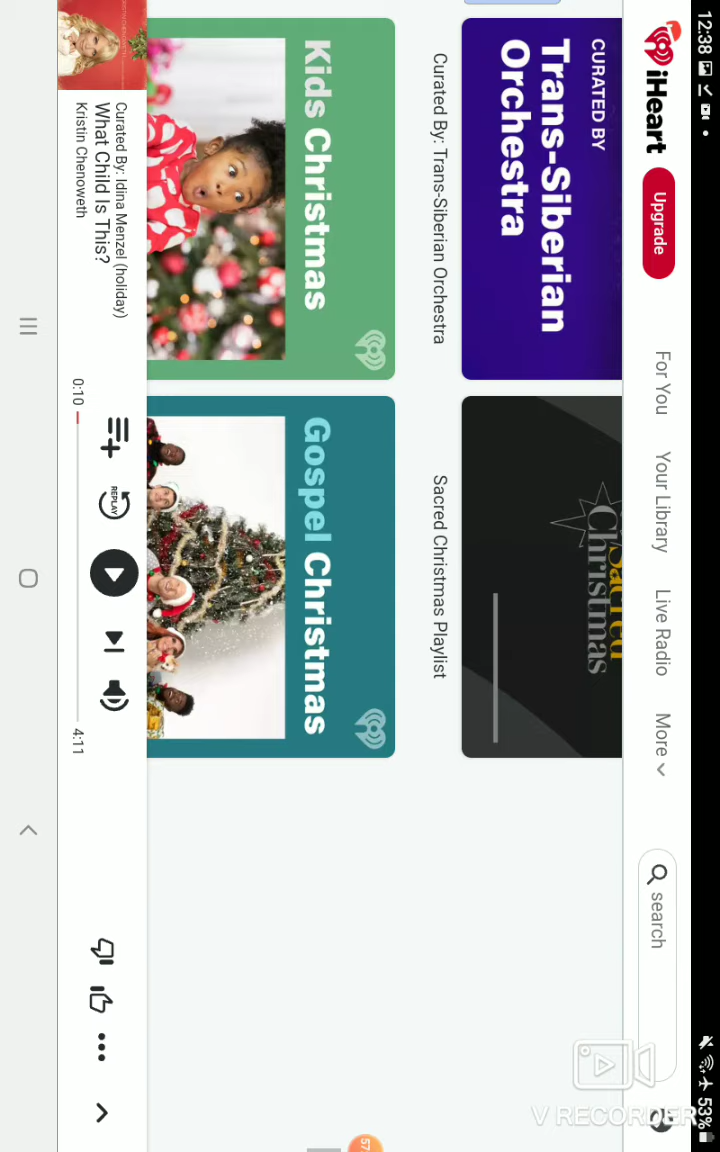 12:38
53%
iHeart
Upgrade
For You
Your Library
Live Radio
More
search
CURATED BY
Trans-Siberian
Orchestra
Sacred
Christmas
Curated By: Trans-Siberian Orchestra
Sacred Christmas Playlist
Kids Christmas
Gospel Christmas
Curated By: Idina Menzel (holiday)
What Child Is This?
Kristin Chenoweth
REPLAY
0:10
4:11
V RECORDER
57